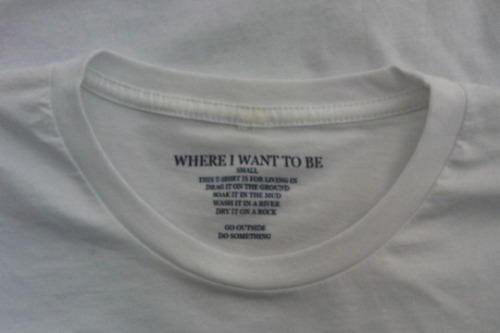 WHERE I WANT TO BE
SMALL
THIS T-SHIRT IS FOR LIVING IN
DRAG IT ON THE GROUND
SOAK IT IN THE MUD
WASH IT IN A RIVER
DRY IT ON A ROCK
GO OUTSIDE
DO SOMETHING